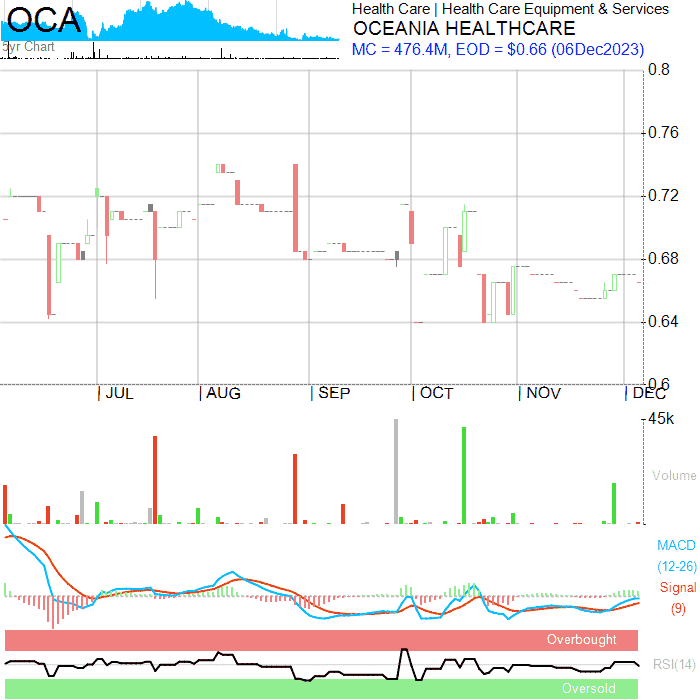 OCA
5yr Chart
Health Care | Health Care Equipment & Services
OCEANIA HEALTHCARE
MC = 476.4M, EOD = $0.66 (06Dec2023)
0.8
0.76
0.72
0.68
0.64
0.6
| JUL
| AUG
| SEP
| OCT
| NOV
| DEC
45k
Volume
MACD
(12-26)
Signal
(9)
Overbought
RSI(14)
Oversold